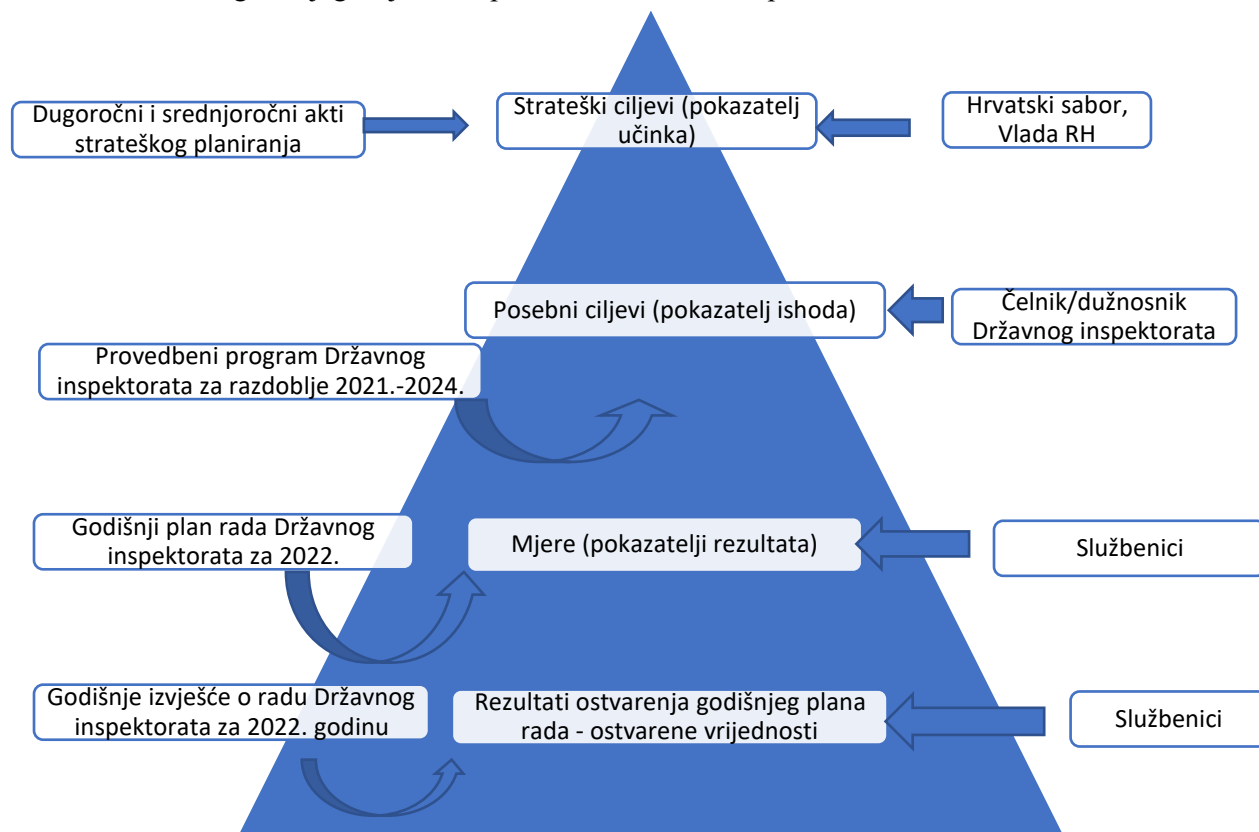 Dugoročni i srednjoročni akti
strateškog planiranja
Strateški ciljevi (pokazatelj
učinka)
Hrvatski sabor,
Vlada RH
Posebni ciljevi (pokazatelj ishoda)
Čelnik/dužnosnik
Državnog inspektorata
Provedbeni program Državnog
inspektorata za razdoblje 2021.-2024.
Godišnji plan rada Državnog
inspektorata za 2022.
Mjere (pokazatelji rezultata)
Službenici
Godišnje izvješće o radu Državnog
inspektorata za 2022. godinu
Rezultati ostvarenja godišnjeg plana
rada - ostvarene vrijednosti
Službenici